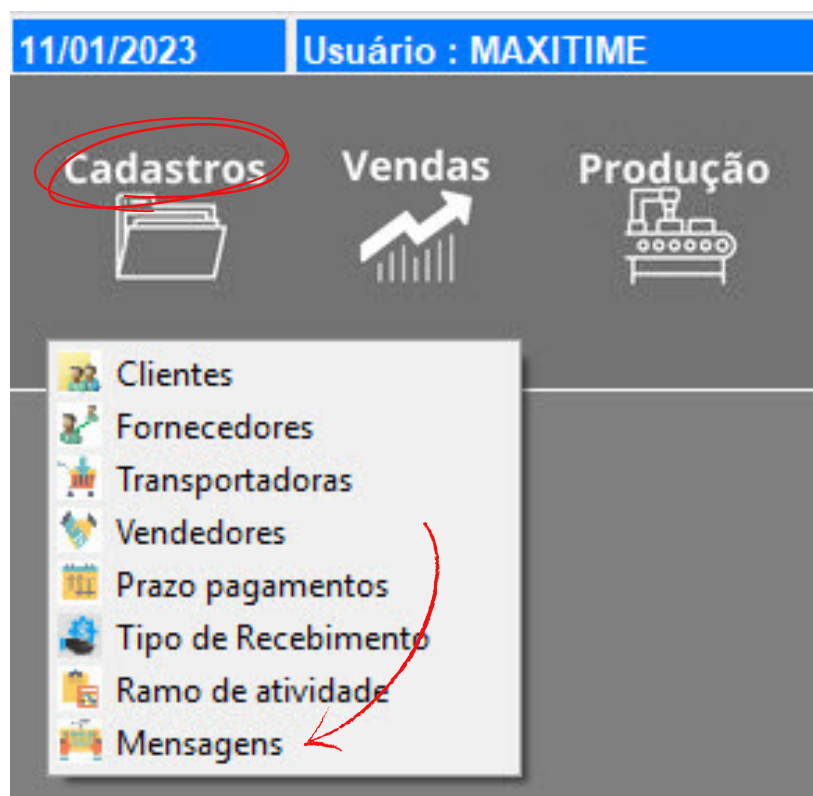 11/01/2023 Usuário : MAXITIME
Cadastros Vendas Produção
Clientes
Fornecedores
Transportadoras
Vendedores
Prazo pagamentos
Tipo de Recebimento
Ramo de atividade
Mensagens